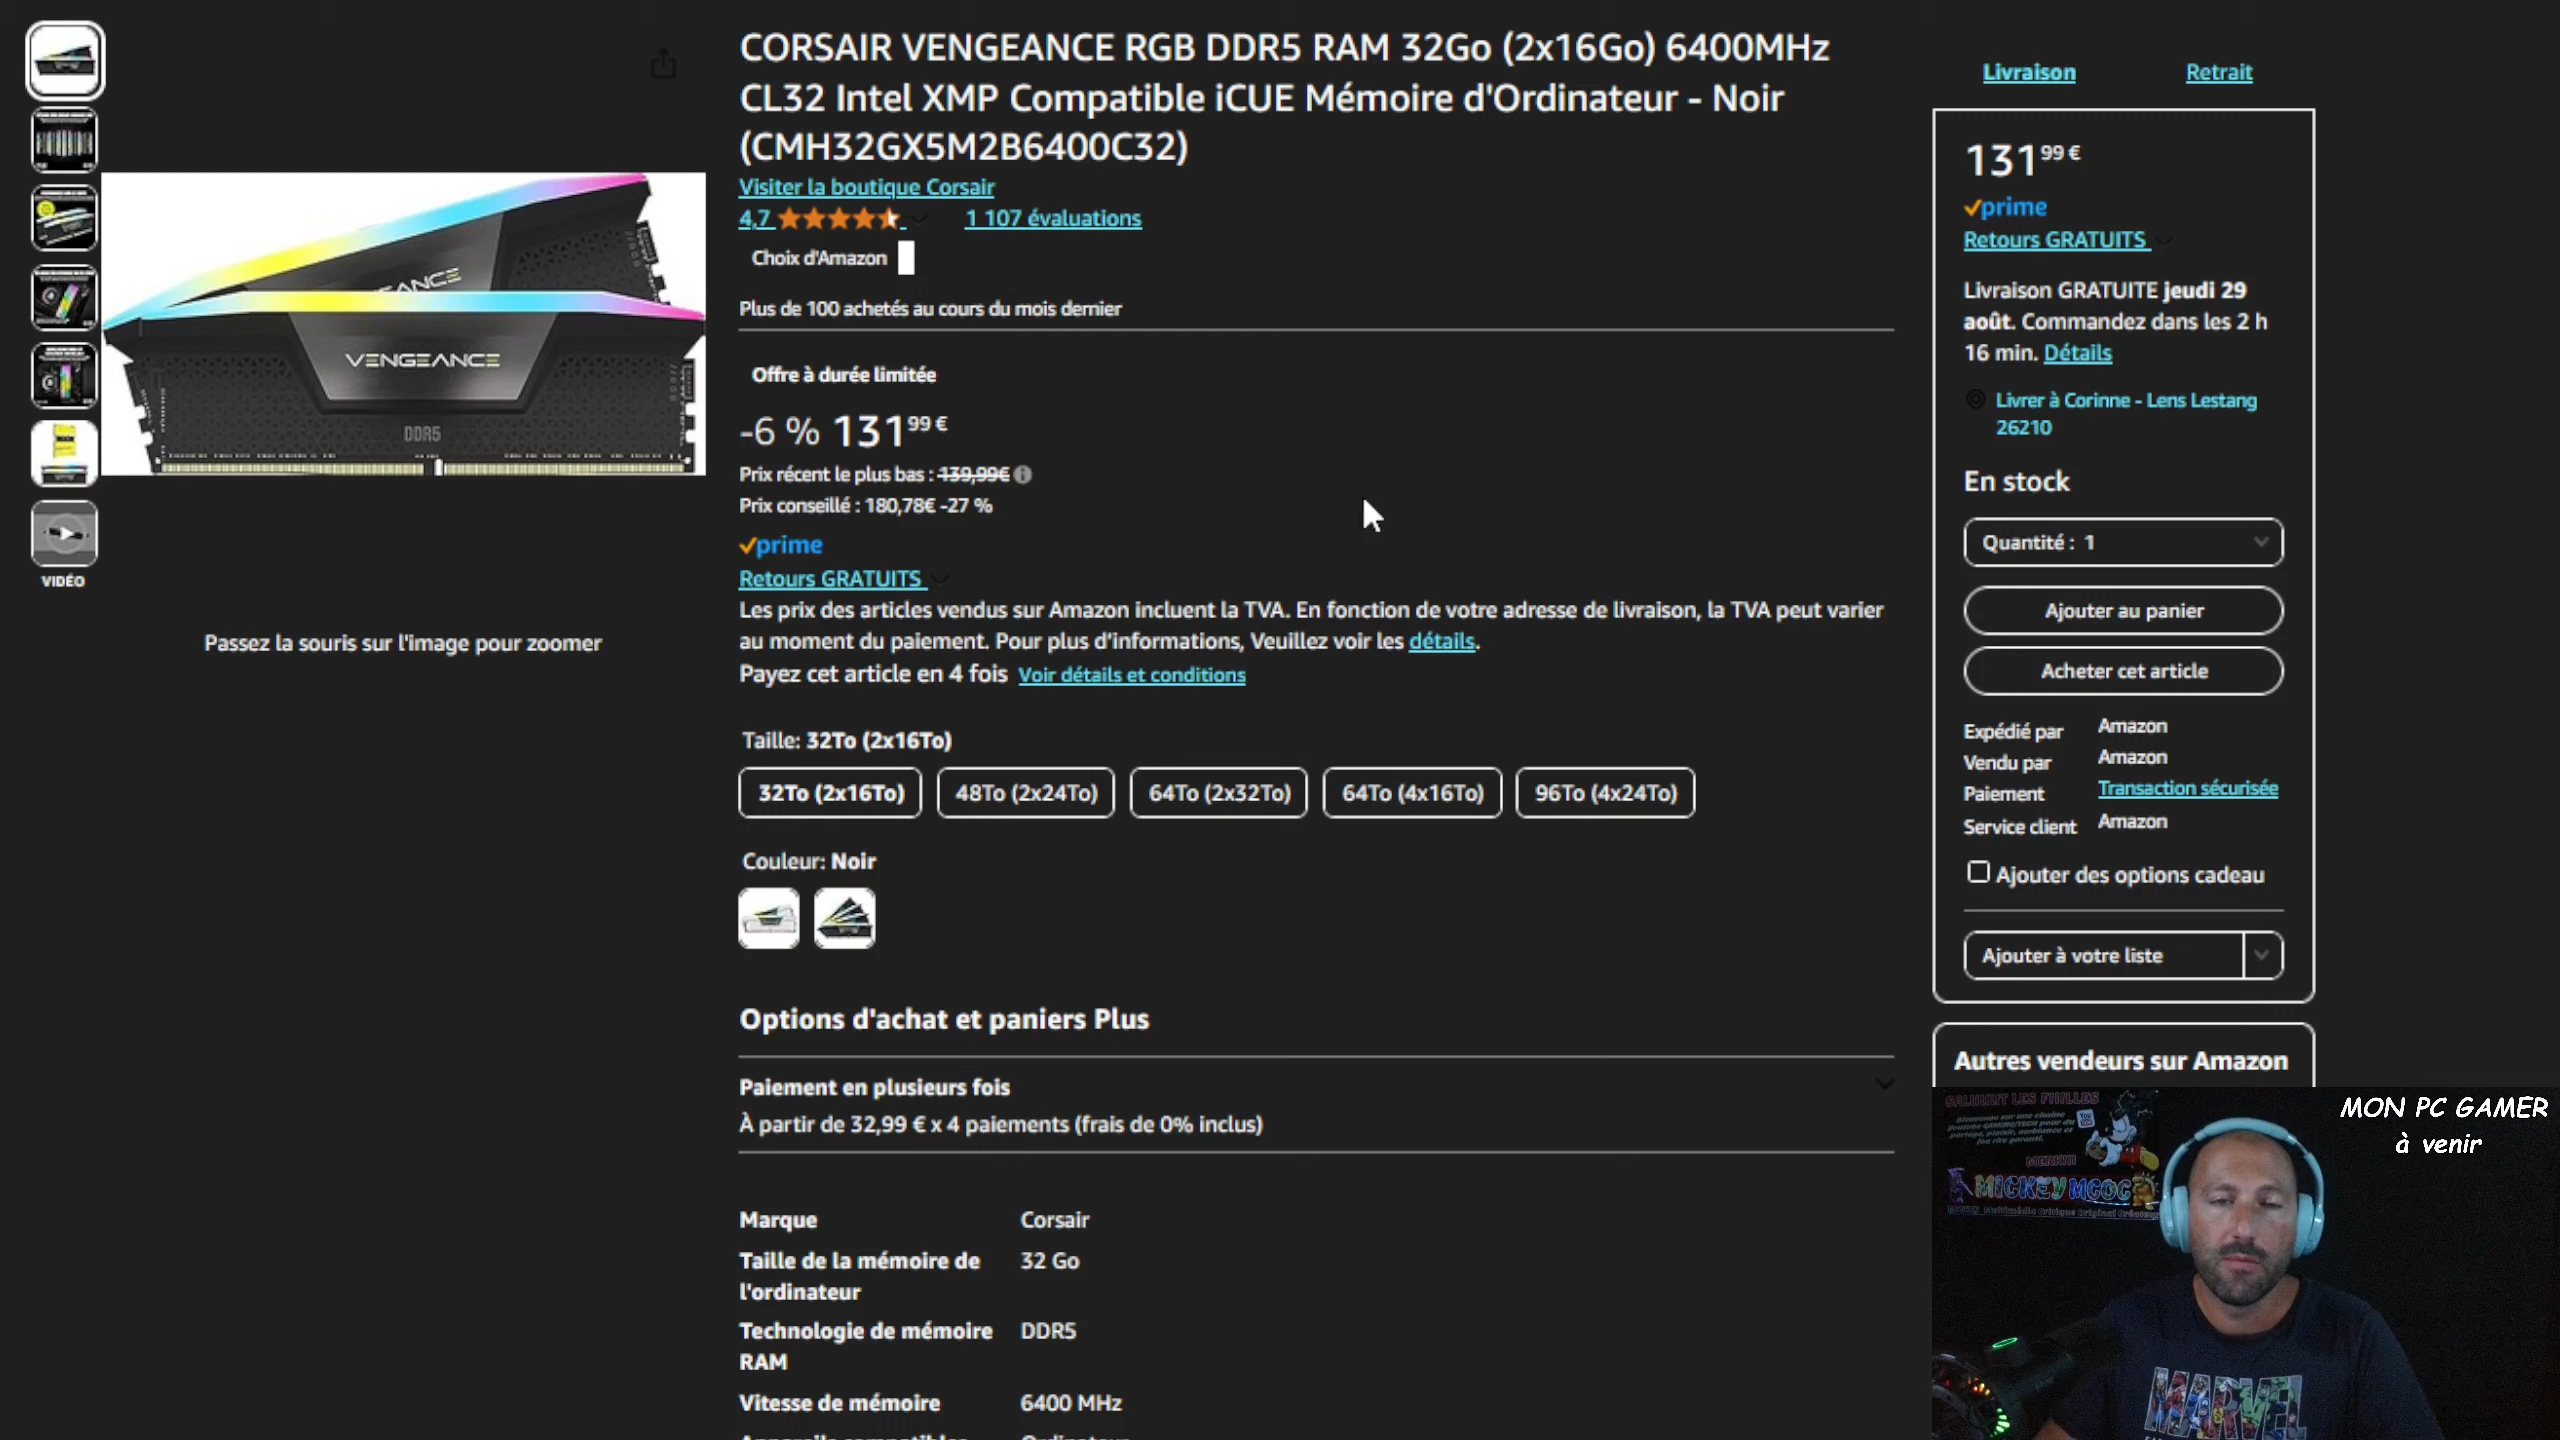 CORSAIR VENGEANCE RGB DDR5 RAM 32Go (2x16Go) 6400MHz
CL32 Intel XMP Compatible iCUE Mémoire d'Ordinateur - Noir
(CMH32GX5M2B6400C32)
Visiter la boutique Corsair
4,7
1 107 évaluations
Choix d'Amazon
Plus de 100 achetés au cours du mois dernier
VENGEANCE
DDR5
VIDÉO
Passez la souris sur l'image pour zoomer
Offre à durée limitée
-6 % 131 99 €
Prix récent le plus bas : 139,99€
Prix conseillé : 180,78€ -27 %
prime
Retours GRATUITS
Les prix des articles vendus sur Amazon incluent la TVA. En fonction de votre adresse de livraison, la TVA peut varier
au moment du paiement. Pour plus d'informations, Veuillez voir les détails.
Payez cet article en 4 fois Voir détails et conditions
Taille: 32To (2x16To)
32To (2x16To)
48To (2x24To)
64To (2x32To)
64To (4x16To)
96To (4x24To)
Couleur: Noir
Options d'achat et paniers Plus
Paiement en plusieurs fois
À partir de 32,99 € x 4 paiements (frais de 0% inclus)
Marque Corsair
Taille de la mémoire de 32 Go
l'ordinateur
Technologie de mémoire DDR5
RAM
Vitesse de mémoire 6400 MHz
Livraison
Retrait
131 99 €
prime
Retours GRATUITS
Livraison GRATUITE jeudi 29
août. Commandez dans les 2 h
16 min. Détails
Livrer à Corinne - Lens Lestang
26210
En stock
Quantité : 1
Ajouter au panier
Acheter cet article
Expédié par Amazon
Vendu par Amazon
Paiement Transaction sécurisée
Service client Amazon
Ajouter des options cadeau
Ajouter à votre liste
Autres vendeurs sur Amazon
MON PC GAMER
à venir
SALUUUT LES FIIILLES
MICKEY MCOC
MARVEL